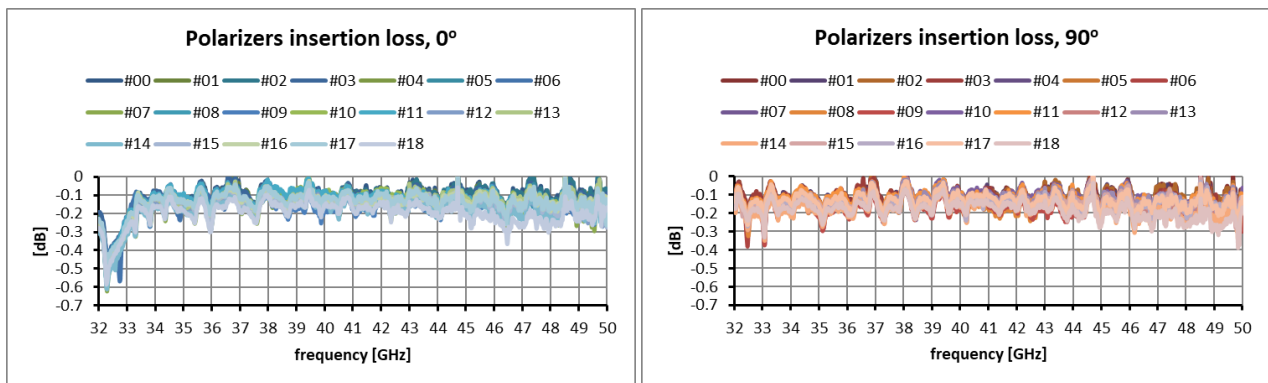 Polarizers insertion loss, 0°
#00 #01 #02 #03 #04 #05 #06
#07 #08 #09 #10 #11 #12 #13
#14 #15 #16 #17 #18
0
-0.1
-0.2
-0.3
-0.4
-0.5
-0.6
-0.7
[dB]
32 33 34 35 36 37 38 39 40 41 42 43 44 45 46 47 48 49 50
frequency [GHz]
Polarizers insertion loss, 90°
#00 #01 #02 #03 #04 #05 #06
#07 #08 #09 #10 #11 #12 #13
#14 #15 #16 #17 #18
0
-0.1
-0.2
-0.3
-0.4
-0.5
-0.6
-0.7
[dB]
32 33 34 35 36 37 38 39 40 41 42 43 44 45 46 47 48 49 50
frequency [GHz]